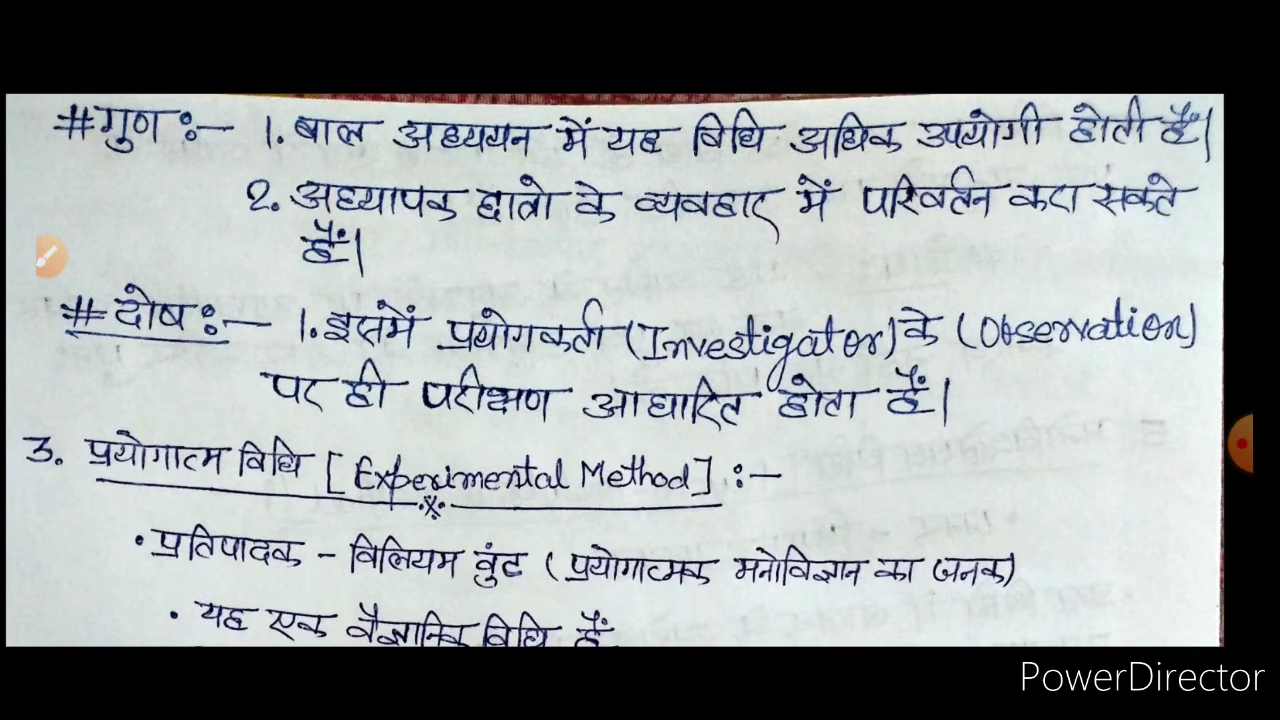 #गुण :- 1. बाल अध्ययन में यह विधि अधिक उपयोगी होती हैं।
2. अध्यापक छात्रो के व्यवहार में परिवर्तन करा सकते
हैं।
#दोष :- 1. इसमें प्रयोगकर्ता (Investigator) के (Observation)
पर ही परीक्षण आधारित होता हैं।
3. प्रयोगात्म विधि [Experimental Method] :-
• प्रतिपादक - विलियम वुंट (प्रयोगात्मक मनोविज्ञान का जनक)
• यह एक वैज्ञानिक विधि हैं
PowerDirector